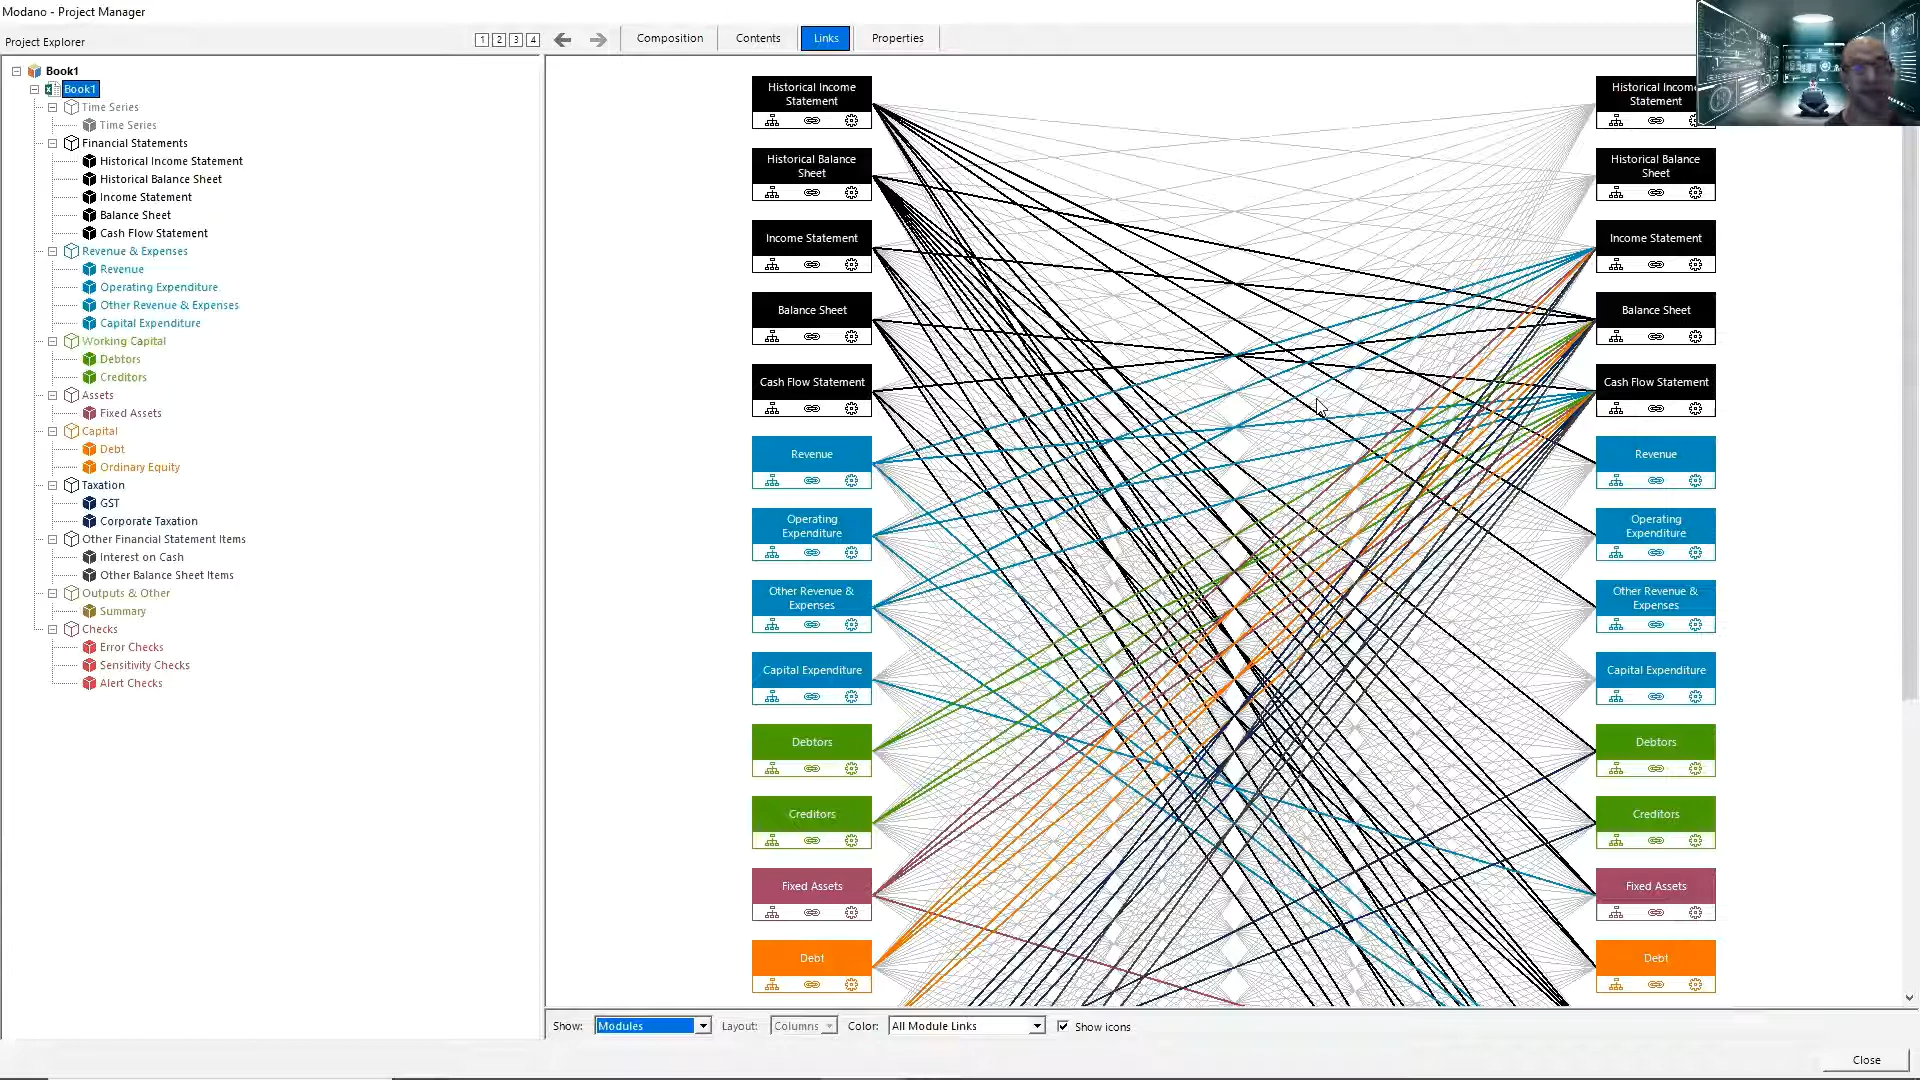 Modano - Project Manager
Project Explorer
1 2 3 4
Composition Contents Links Properties
Book1
Book1
Time Series
Time Series
Financial Statements
Historical Income Statement
Historical Balance Sheet
Income Statement
Balance Sheet
Cash Flow Statement
Revenue & Expenses
Revenue
Operating Expenditure
Other Revenue & Expenses
Capital Expenditure
Working Capital
Debtors
Creditors
Assets
Fixed Assets
Capital
Debt
Ordinary Equity
Taxation
GST
Corporate Taxation
Other Financial Statement Items
Interest on Cash
Other Balance Sheet Items
Outputs & Other
Summary
Checks
Error Checks
Sensitivity Checks
Alert Checks
Historical Income
Statement
Historical Balance
Sheet
Income Statement
Balance Sheet
Cash Flow Statement
Revenue
Operating
Expenditure
Other Revenue &
Expenses
Capital Expenditure
Debtors
Creditors
Fixed Assets
Debt
Historical Incom
Statement
Historical Balance
Sheet
Income Statement
Balance Sheet
Cash Flow Statement
Revenue
Operating
Expenditure
Other Revenue &
Expenses
Capital Expenditure
Debtors
Creditors
Fixed Assets
Debt
Show: Modules Layout: Columns Color: All Module Links Show icons
Close